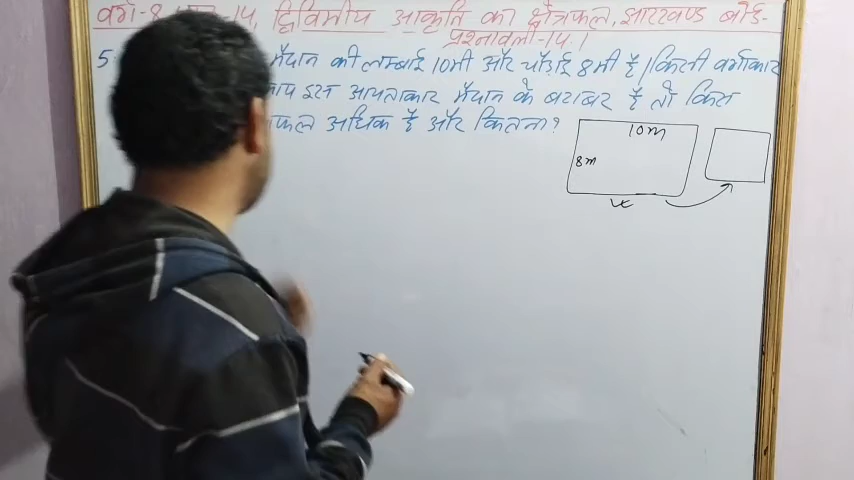 वर्ग-8, 14, द्विविमीय आकृति का क्षेत्रफल, झारखण्ड बोर्ड-
प्रश्नावली-14.1
5 मैदान की लम्बाई 10मी और चौड़ाई 8मी है। किसी वर्गाकार
इस आयताकार मैदान के बराबर है तो किस
अधिक है और कितना?
10m
8m